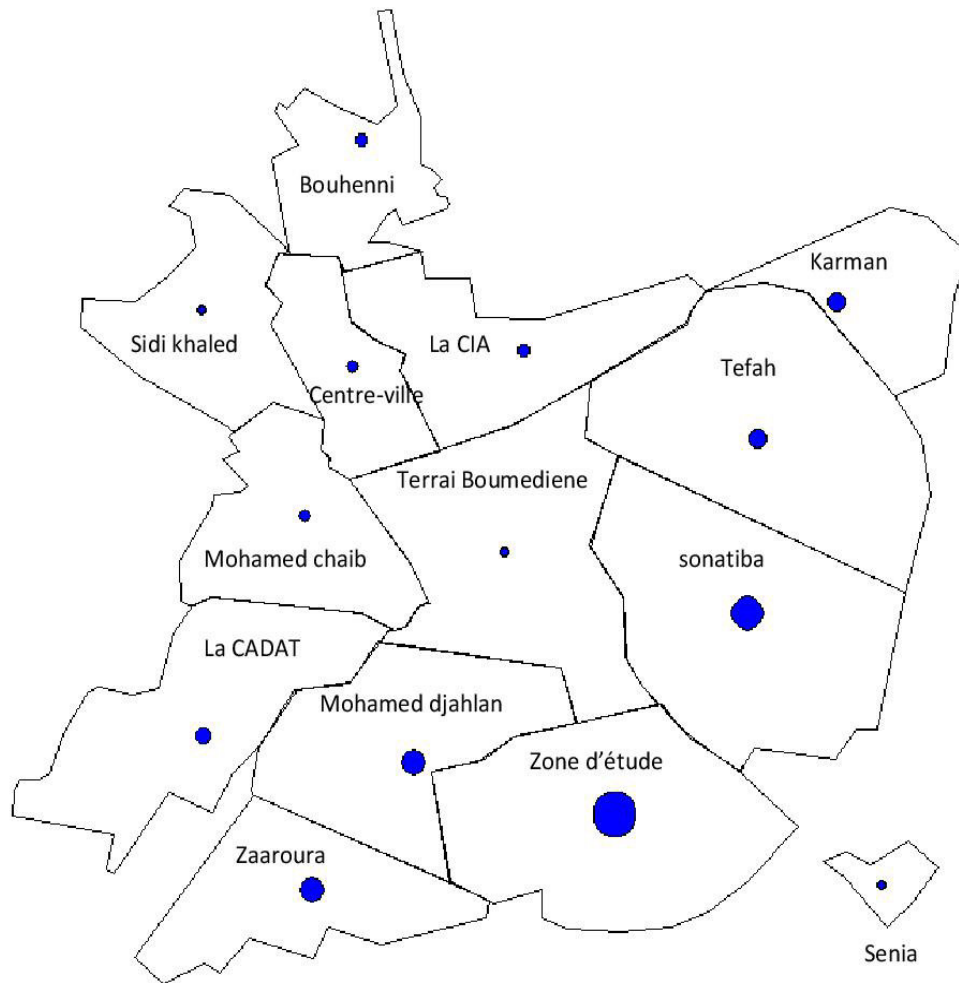 Bouhenni
Karman
Sidi khaled
La CIA
Tefah
Centre-ville
Terrai Boumediene
Mohamed chaib
sonatiba
La CADAT
Mohamed djahlan
Zone d'étude
Zaaroura
Senia